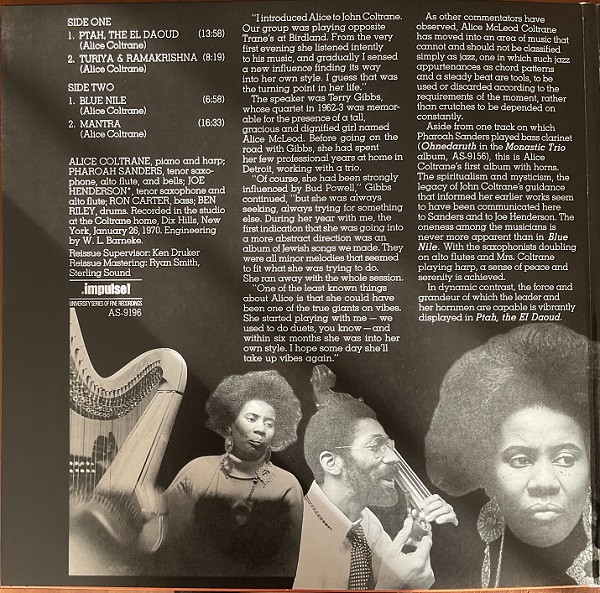 SIDE ONE
1. PTAH, THE EL DAOUD (13:58)
(Alice Coltrane)
2. TURIYA & RAMAKRISHNA (8:19)
(Alice Coltrane)
SIDE TWO
1. BLUE NILE (6:58)
(Alice Coltrane)
2. MANTRA (16:33)
(Alice Coltrane)
ALICE COLTRANE, piano and harp;
PHAROAH SANDERS, tenor saxo-
phone, alto flute, and bells; JOE
HENDERSON*, tenor saxophone and
alto flute; RON CARTER, bass; BEN
RILEY, drums. Recorded in the studio
at the Coltrane home, Dix Hills, New
York, January 26, 1970. Engineering
by W. L. Barneke.
Reissue Supervisor: Ken Druker
Reissue Mastering: Ryan Smith,
Sterling Sound
impulse!
UNIVERSITY SERIES OF FINE RECORDINGS
AS-9196
"I introduced Alice to John Coltrane.
Our group was playing opposite
Trane's at Birdland. From the very
first evening she listened intently
to his music, and gradually I sensed
a new influence finding its way
into her own style. I guess that was
the turning point in her life."
The speaker was Terry Gibbs,
whose quartet in 1962-3 was memor-
able for the presence of a tall,
gracious and dignified girl named
Alice McLeod. Before going on the
road with Gibbs, she had spent
her few professional years at home in
Detroit, working with a trio.
"Of course, she had been strongly
influenced by Bud Powell," Gibbs
continued, "but she was always
seeking, always trying for something
else. During her year with me, the
first indication that she was going into
a more abstract direction was an
album of Jewish songs we made. They
were all minor melodies that seemed
to fit what she was trying to do.
She ran away with the whole session.
"One of the least known things
about Alice is that she could have
been one of the true giants on vibes.
She started playing with me — we
used to do duets, you know — and
within six months she was into her
own style. I hope some day she'll
take up vibes again."
As other commentators have
observed, Alice McLeod Coltrane
has moved into an area of music that
cannot and should not be classified
simply as jazz, one in which such jazz
appurtenances as chord patterns
and a steady beat are tools, to be
used or discarded according to the
requirements of the moment, rather
than crutches to be depended on
constantly.
Aside from one track on which
Pharoah Sanders played bass clarinet
(Ohnedaruth in the Monastic Trio
album, AS-9156), this is Alice
Coltrane's first album with horns.
The spiritualism and mysticism, the
legacy of John Coltrane's guidance
that informed her earlier works seem
to have been communicated here
to Sanders and to Joe Henderson. The
oneness among the musicians is
never more apparent than in Blue
Nile. With the saxophonists doubling
on alto flutes and Mrs. Coltrane
playing harp, a sense of peace and
serenity is achieved.
In dynamic contrast, the force and
grandeur of which the leader and
her hornmen are capable is vibrantly
displayed in Ptah, the El Daoud.